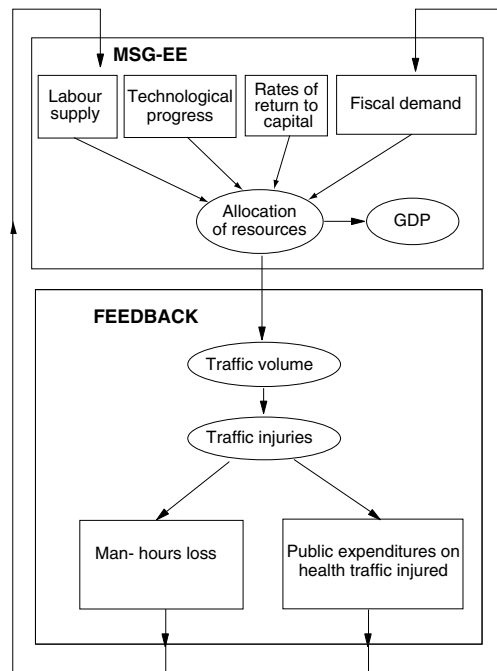 MSG-EE
Labour
supply
Technological
progress
Rates of
return to
capital
Fiscal demand
Allocation
of resources
GDP
FEEDBACK
Traffic volume
Traffic injuries
Man- hours loss
Public expenditures on
health traffic injured